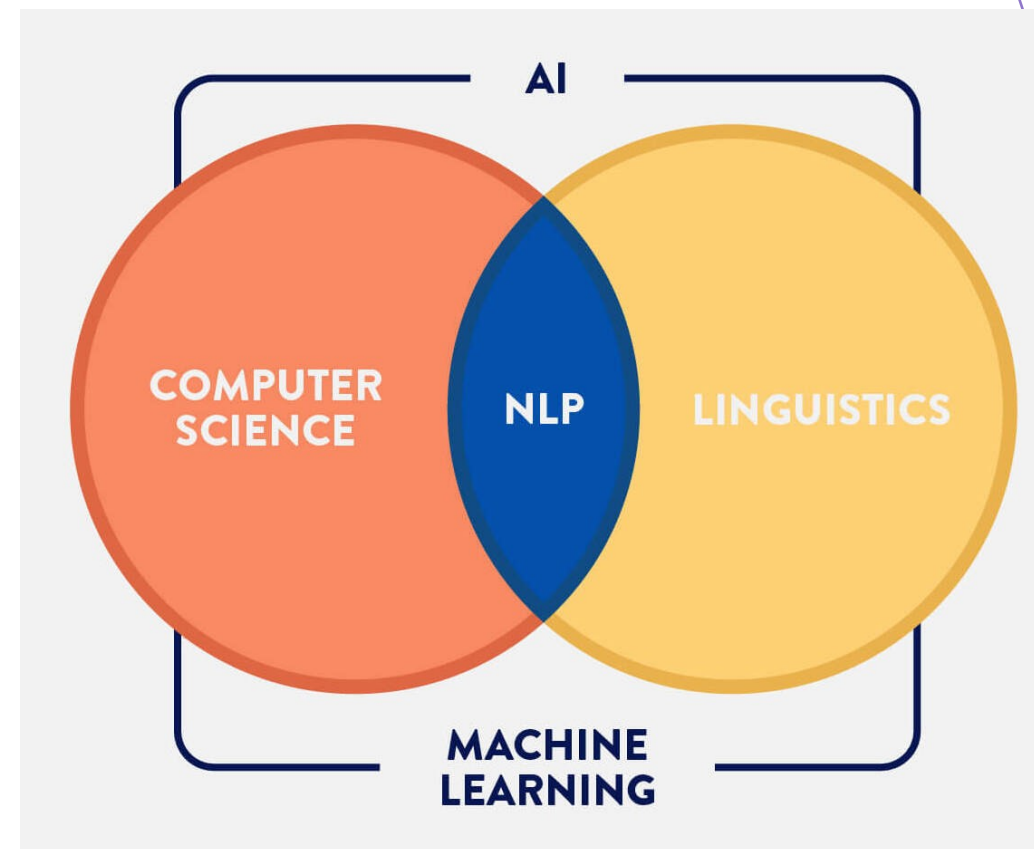 AI
COMPUTER
SCIENCE
NLP
LINGUISTICS
MACHINE
LEARNING